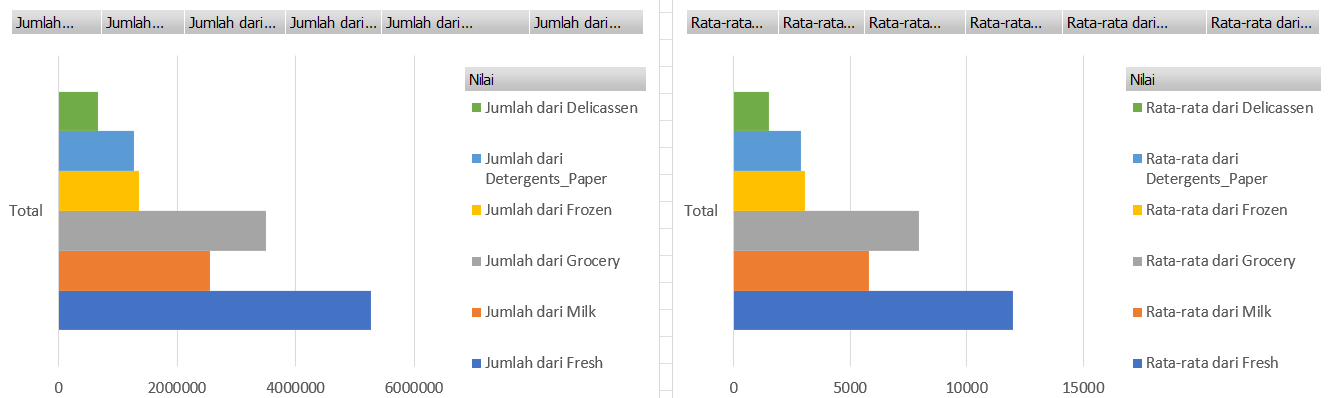 Jumlah... Jumlah... Jumlah dari... Jumlah dari... Jumlah dari... Jumlah dari...
Nilai
Jumlah dari Delicassen
Jumlah dari
Detergents_Paper
Jumlah dari Frozen
Jumlah dari Grocery
Jumlah dari Milk
Jumlah dari Fresh
Total
0 2000000 4000000 6000000
Rata-rata... Rata-rata... Rata-rata... Rata-rata... Rata-rata dari... Rata-rata dari...
Nilai
Rata-rata dari Delicassen
Rata-rata dari
Detergents_Paper
Rata-rata dari Frozen
Rata-rata dari Grocery
Rata-rata dari Milk
Rata-rata dari Fresh
Total
0 5000 10000 15000